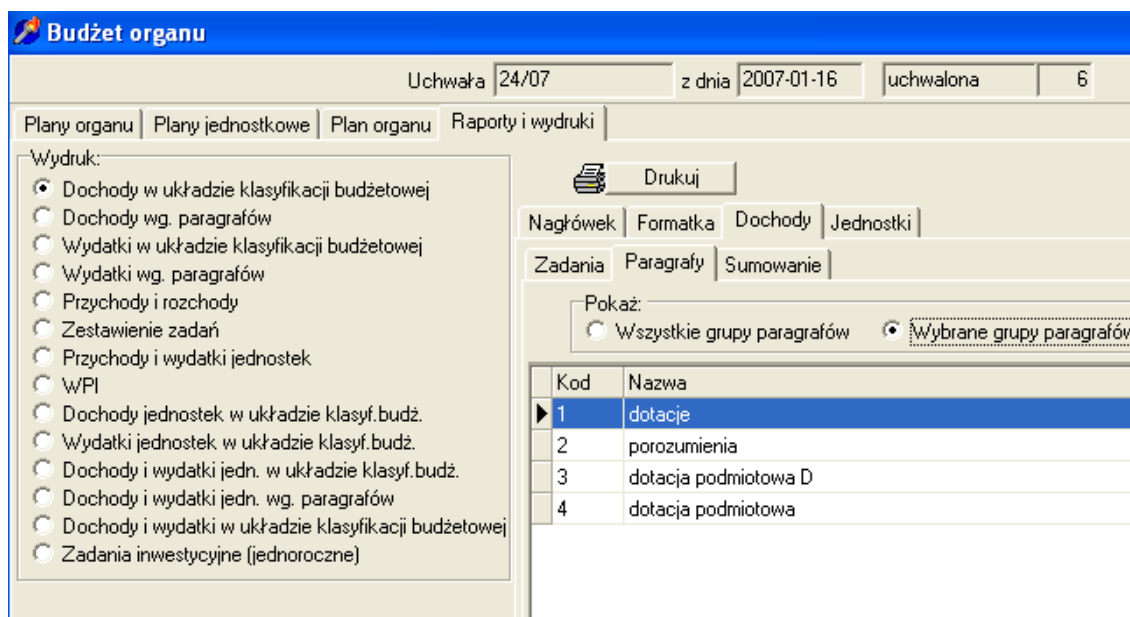 Budżet organu
Uchwała 24/07 z dnia 2007-01-16 uchwalona 6
Plany organu Plany jednostkowe Plan organu Raporty i wydruki
Wydruk:
Dochody w układzie klasyfikacji budżetowej
Dochody wg. paragrafów
Wydatki w układzie klasyfikacji budżetowej
Wydatki wg. paragrafów
Przychody i rozchody
Zestawienie zadań
Przychody i wydatki jednostek
WPI
Dochody jednostek w układzie klasyf.budż.
Wydatki jednostek w układzie klasyf.budż.
Dochody i wydatki jedn. w układzie klasyf.budż.
Dochody i wydatki jedn. wg. paragrafów
Dochody i wydatki w układzie klasyfikacji budżetowej
Zadania inwestycyjne (jednoroczne)
Drukuj
Nagłówek Formatka Dochody Jednostki
Zadania Paragrafy Sumowanie
Pokaż:
Wszystkie grupy paragrafów Wybrane grupy paragrafów
Kod Nazwa
1 dotacje
2 porozumienia
3 dotacja podmiotowa D
4 dotacja podmiotowa